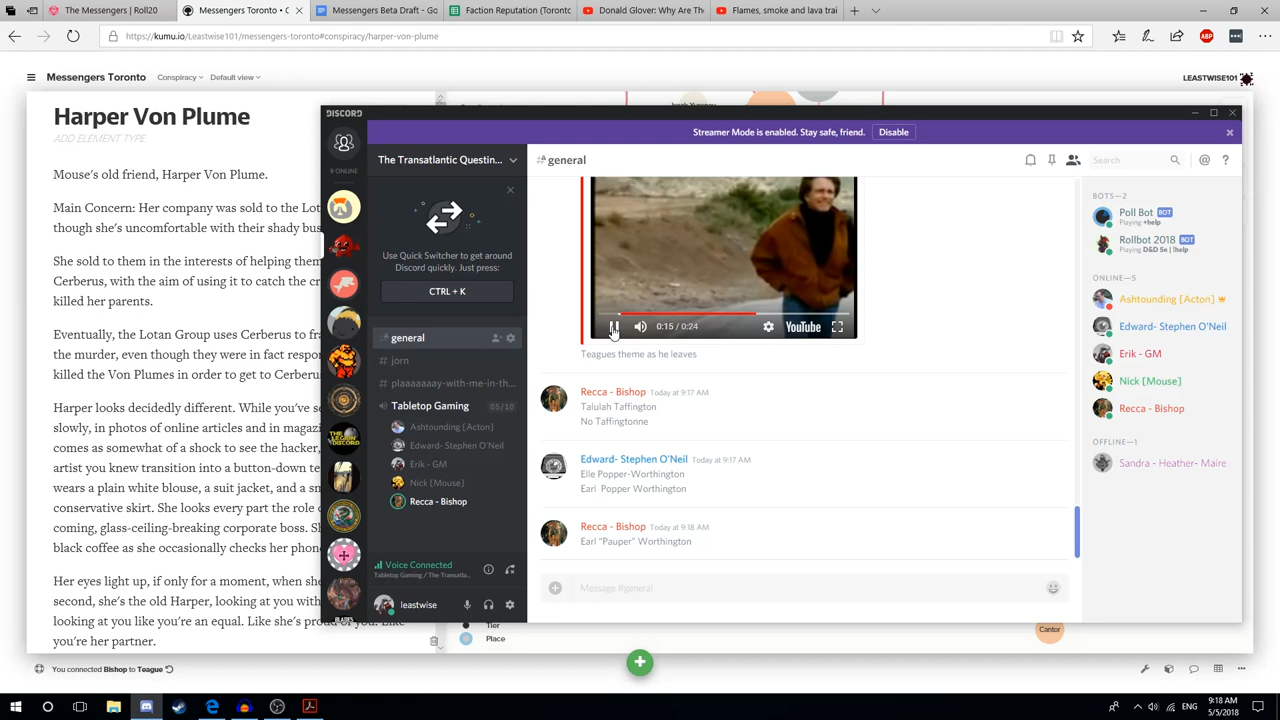 The Messengers | Roll20
Messengers Toronto • C
Messengers Beta Draft - Go
Faction Reputation (Toront
Donald Glover: Why Are The
Flames, smoke and lava trai
https://kumu.io/Leastwise101/messengers-toronto#conspiracy/harper-von-plume
ABP
Messengers Toronto
Conspiracy
Default view
LEASTWISE101
Harper Von Plume
ADD ELEMENT TYPE
Mouse's old friend, Harper Von Plume.
Main Concern: Her company was sold to the Lot
though she's uncomfortable with their shady bus
She sold to them in the interests of helping them
Cerberus, with the aim of using it to catch the cr
killed her parents.
Eventually, the Lotan Group uses Cerberus to fra
the murder, even though they were in fact respon
killed the Von Plumes in order to get to Cerberu
Harper looks decidedly different. While you've se
slowly, in photos of online articles and in magazi
comes as somewhat of a shock to see the hacker,
artist you knew transition into a button-down te
wears a plain white blouse, a suit jacket, and a sn
conservative skirt. She looks every part the role o
coming, glass-ceiling-breaking corporate boss. Sh
black coffee as she occasionally checks her phone
Her eyes light up, if only for a moment, when she
second, she's the old Harper, looking at you with
looking at you like you're an equal. Like she's proud of you. Like
you're her partner.
DISCORD
9 ONLINE
THE LEGION DISCORD
BLADES
Streamer Mode is enabled. Stay safe, friend.
Disable
The Transatlantic Questin...
Use Quick Switcher to get around
Discord quickly. Just press:
CTRL + K
general
# jorn
# plaaaaaaay-with-me-in-th...
Tabletop Gaming
05/10
Ashtounding [Acton]
Edward- Stephen O'Neil
Erik - GM
Nick [Mouse]
Recca - Bishop
Voice Connected
Tabletop Gaming / The Transatla...
leastwise
general
Search
0:15 / 0:24
YouTube
Teagues theme as he leaves
Recca - Bishop Today at 9:17 AM
Talulah Taffington
No Taffingtonne
Edward- Stephen O'Neil Today at 9:17 AM
Elle Popper-Worthington
Earl Popper Worthington
Recca - Bishop Today at 9:18 AM
Earl "Pauper" Worthington
Message #general
BOTS—2
Poll Bot BOT
Playing +help
Rollbot 2018 BOT
Playing D&D 5e | !help
ONLINE—5
Ashtounding [Acton]
Edward- Stephen O'Neil
Erik - GM
Nick [Mouse]
Recca - Bishop
OFFLINE—1
Sandra - Heather- Maire
Tier
Place
Cantor
You connected Bishop to Teague
ENG
9:18 AM
5/5/2018